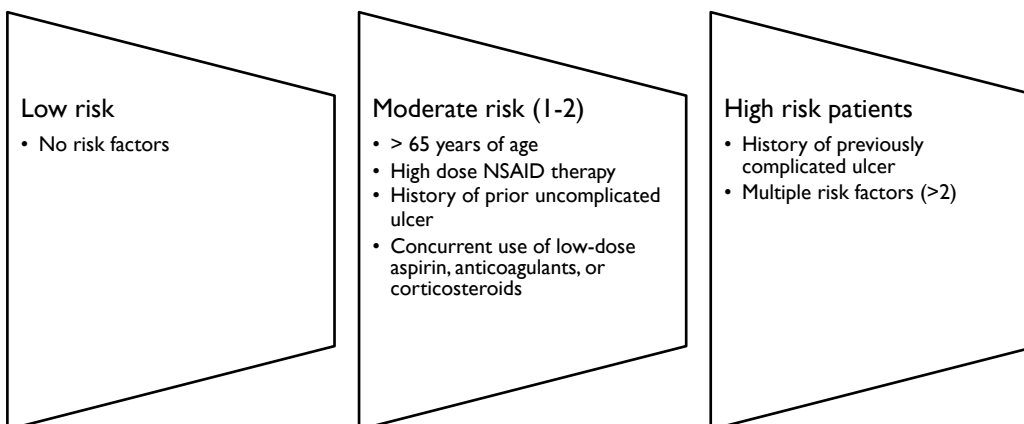 Low risk
• No risk factors
Moderate risk (1-2)
• > 65 years of age
• High dose NSAID therapy
• History of prior uncomplicated
ulcer
• Concurrent use of low-dose
aspirin, anticoagulants, or
corticosteroids
High risk patients
• History of previously
complicated ulcer
• Multiple risk factors (>2)